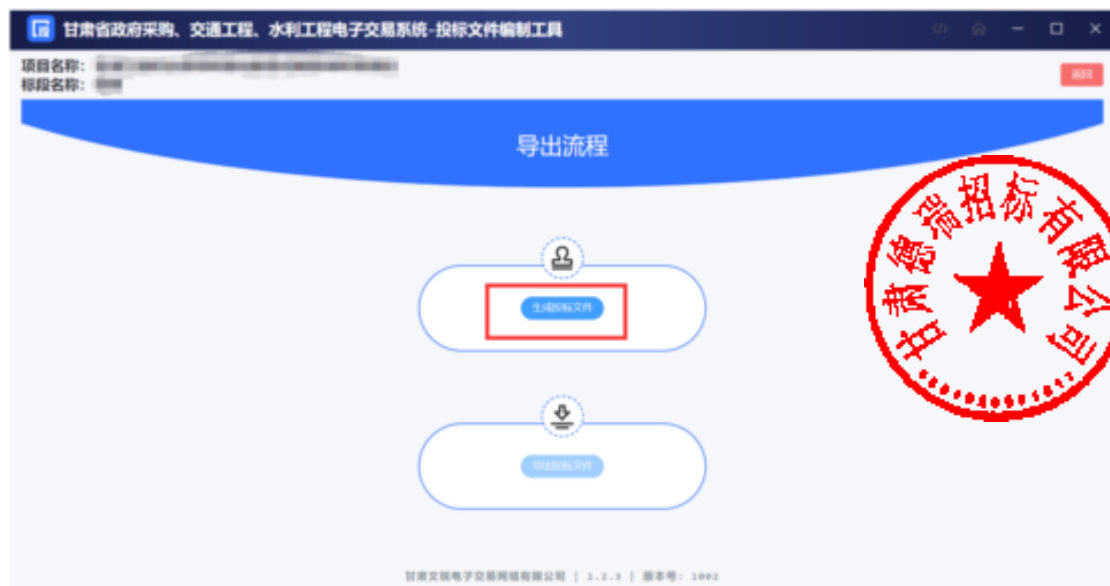 甘肃省政府采购、交通工程、水利工程电子交易系统-投标文件编制工具
项目名称：
标段名称：
返回
导出流程
生成投标文件
导出投标文件
甘肃德瑞招标有限公司
甘肃文锐电子交易网络有限公司 | 1.2.3 | 版本号: 1002